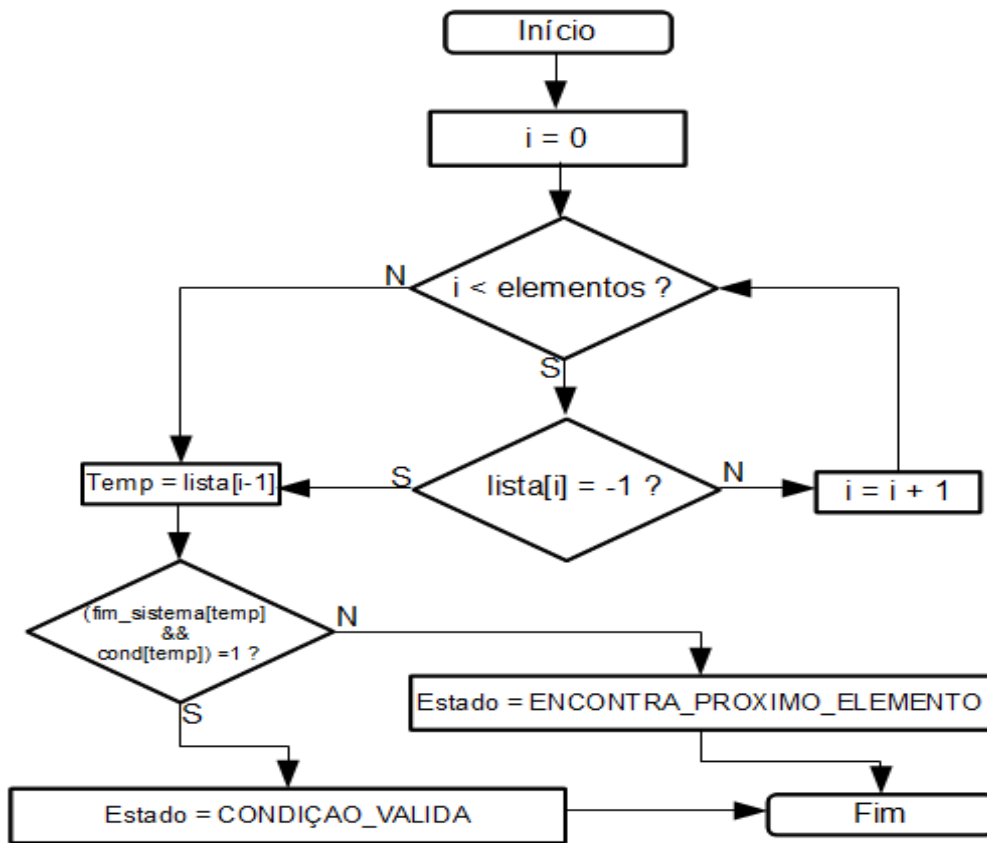 Início
i = 0
N
i < elementos ?
S
Temp = lista[i-1]
S
lista[i] = -1 ?
N
i = i + 1
(fim_sistema[temp]
&&
cond[temp]) =1 ?
N
S
Estado = ENCONTRA_PROXIMO_ELEMENTO
Estado = CONDIÇAO_VALIDA
Fim